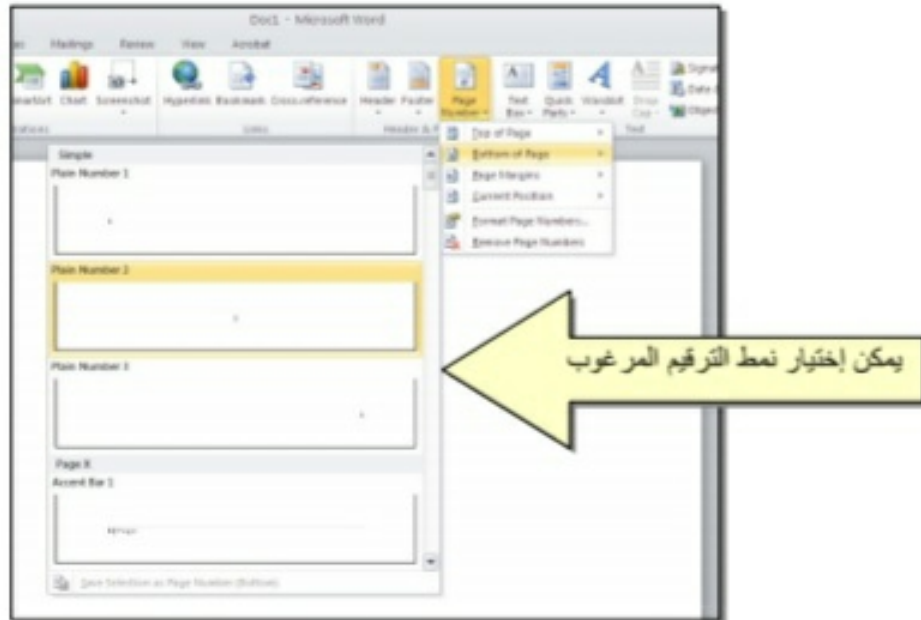 Doc1 - Microsoft Word
Mailings Review View Acrobat
Chart Screenshot Hyperlink Bookmark Cross-reference Header Footer Page Number Text Box Quick Parts WordArt Drop Cap
Links Text
Top of Page
Bottom of Page
Page Margins
Current Position
Format Page Numbers...
Remove Page Numbers
Simple
Plain Number 1
Plain Number 2
Plain Number 3
Page X
Accent Bar 1
Save Selection as Page Number (Bottom)
يمكن إختيار نمط الترقيم المرغوب